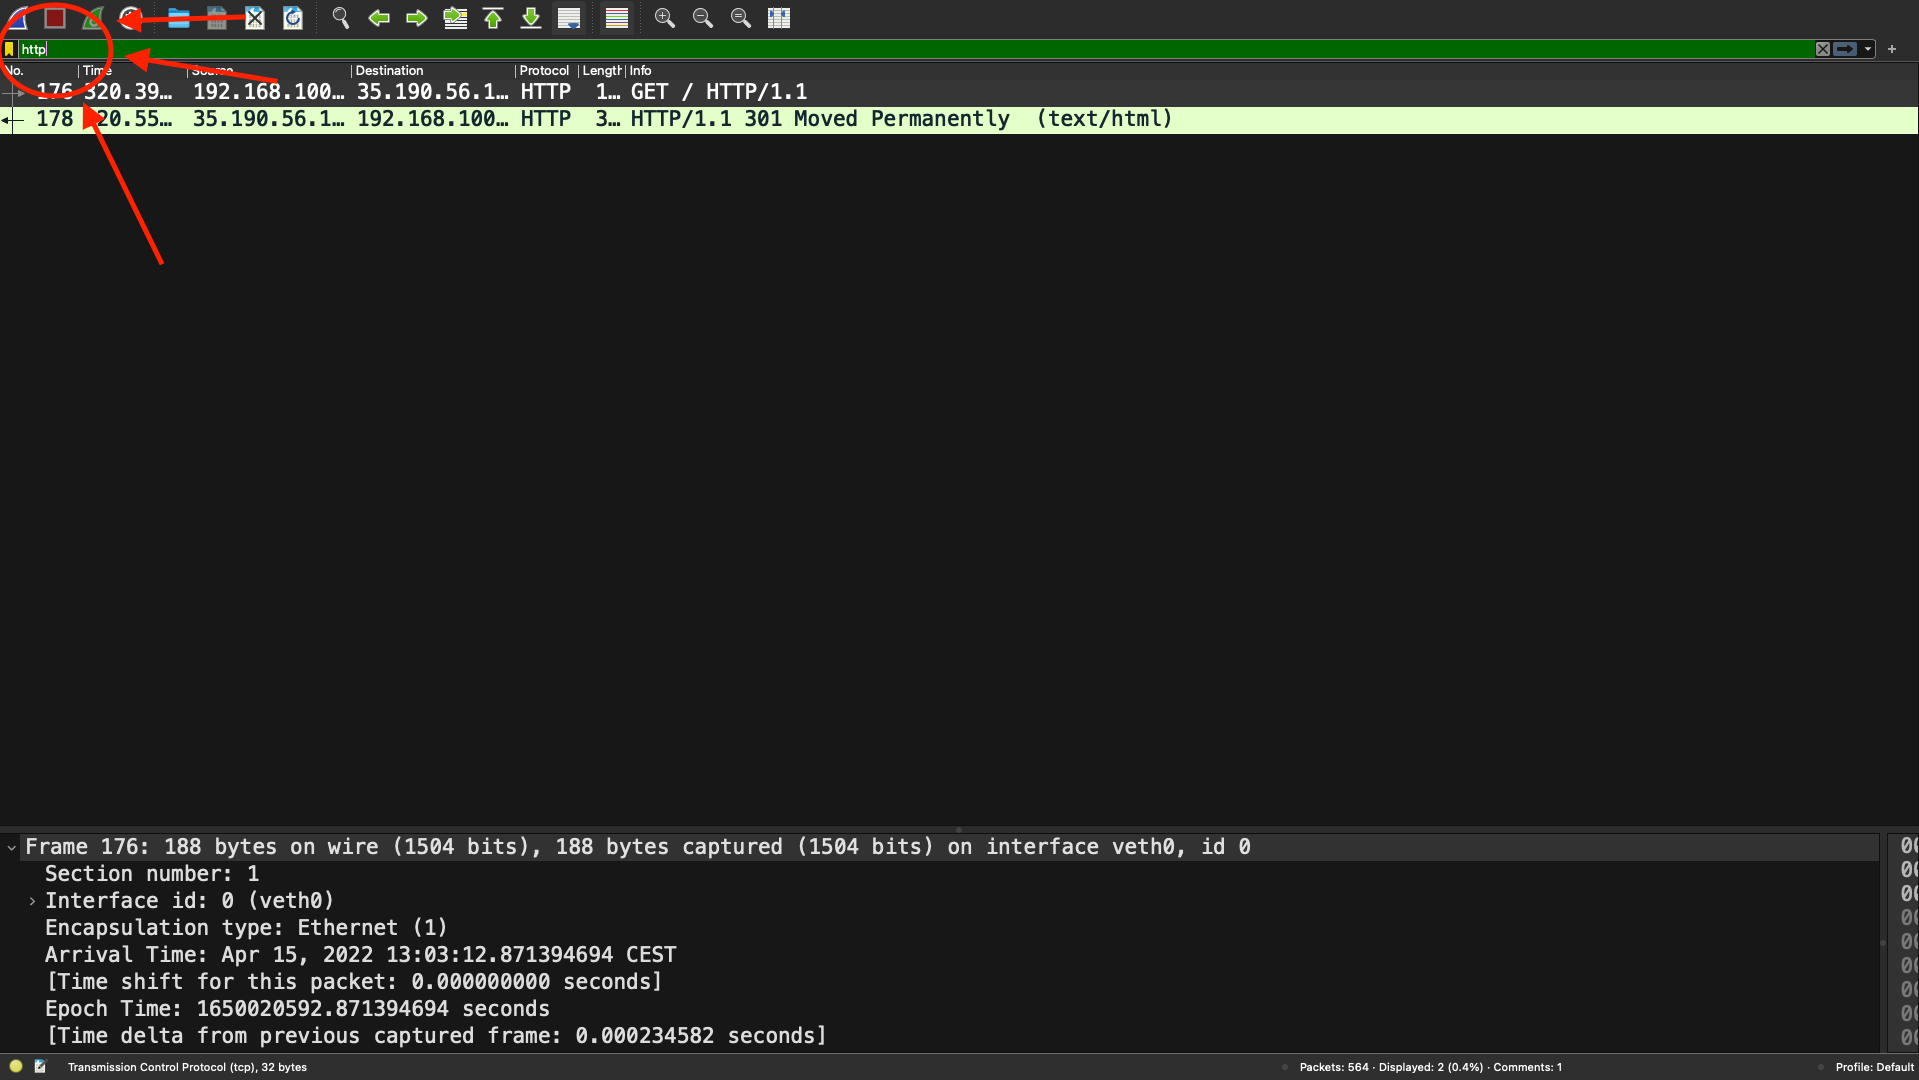 http
No. Time Source Destination Protocol Length Info
176 320.39… 192.168.100… 35.190.56.1… HTTP 1… GET / HTTP/1.1
178 20.55… 35.190.56.1… 192.168.100… HTTP 3… HTTP/1.1 301 Moved Permanently (text/html)
Frame 176: 188 bytes on wire (1504 bits), 188 bytes captured (1504 bits) on interface veth0, id 0
Section number: 1
Interface id: 0 (veth0)
Encapsulation type: Ethernet (1)
Arrival Time: Apr 15, 2022 13:03:12.871394694 CEST
[Time shift for this packet: 0.000000000 seconds]
Epoch Time: 1650020592.871394694 seconds
[Time delta from previous captured frame: 0.000234582 seconds]
Transmission Control Protocol (tcp), 32 bytes
Packets: 564 · Displayed: 2 (0.4%) · Comments: 1
Profile: Default